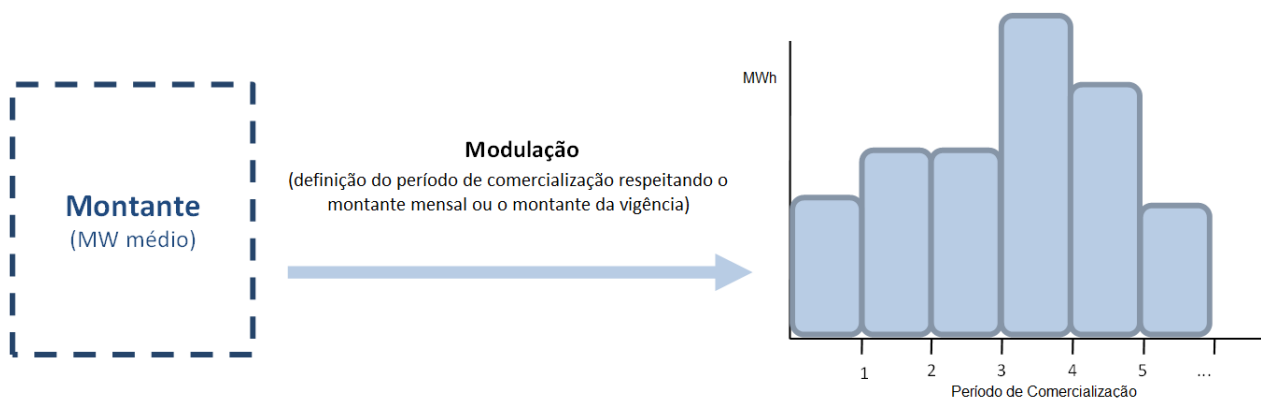 Montante
(MW médio)
Modulação
(definição do período de comercialização respeitando o
montante mensal ou o montante da vigência)
MWh
1
2
3
4
5
...
Período de Comercialização